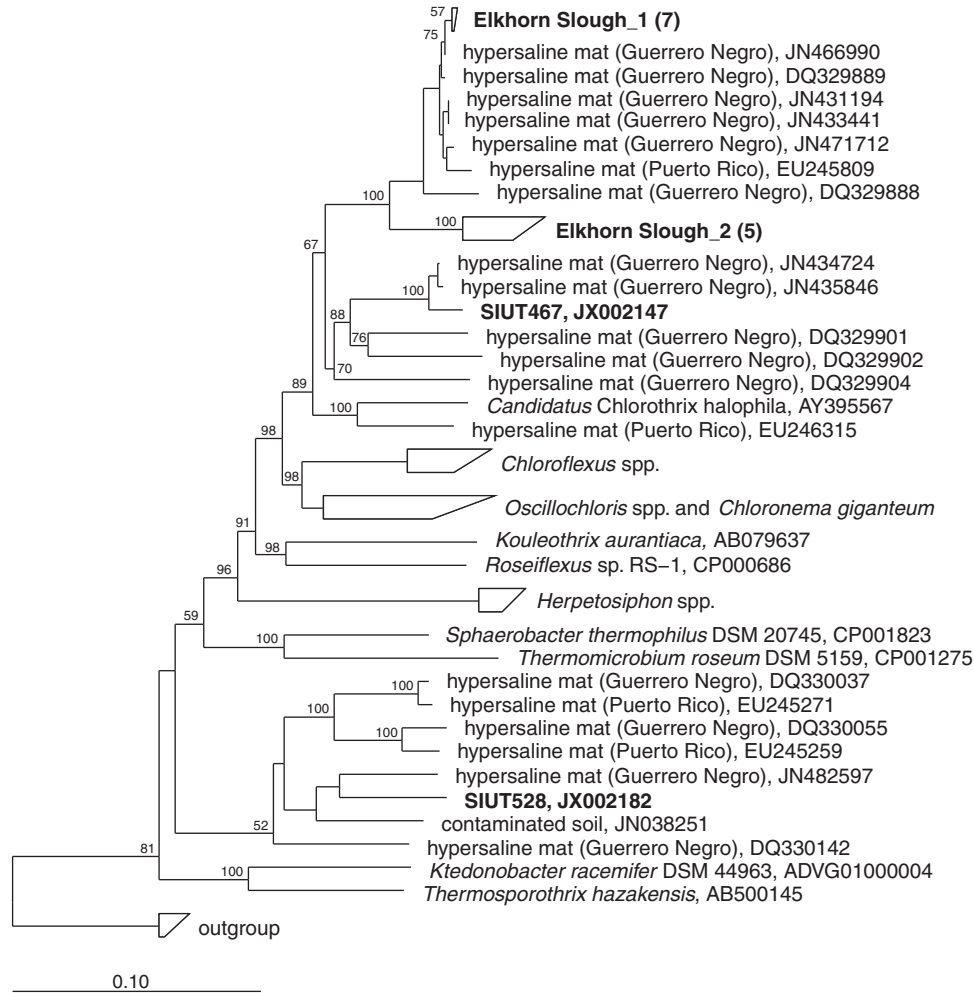 57
Elkhorn Slough_1 (7)
75
hypersaline mat (Guerrero Negro), JN466990
hypersaline mat (Guerrero Negro), DQ329889
hypersaline mat (Guerrero Negro), JN431194
hypersaline mat (Guerrero Negro), JN433441
hypersaline mat (Guerrero Negro), JN471712
hypersaline mat (Puerto Rico), EU245809
100
hypersaline mat (Guerrero Negro), DQ329888
100
Elkhorn Slough_2 (5)
67
hypersaline mat (Guerrero Negro), JN434724
100
hypersaline mat (Guerrero Negro), JN435846
88
SIUT467, JX002147
76
hypersaline mat (Guerrero Negro), DQ329901
hypersaline mat (Guerrero Negro), DQ329902
70
hypersaline mat (Guerrero Negro), DQ329904
89
100
Candidatus Chlorothrix halophila, AY395567
hypersaline mat (Puerto Rico), EU246315
98
Chloroflexus spp.
98
Oscillochloris spp. and Chloronema giganteum
91
Kouleothrix aurantiaca, AB079637
98
Roseiflexus sp. RS−1, CP000686
96
Herpetosiphon spp.
59
100
Sphaerobacter thermophilus DSM 20745, CP001823
Thermomicrobium roseum DSM 5159, CP001275
100
hypersaline mat (Guerrero Negro), DQ330037
100
hypersaline mat (Puerto Rico), EU245271
100
hypersaline mat (Guerrero Negro), DQ330055
hypersaline mat (Puerto Rico), EU245259
hypersaline mat (Guerrero Negro), JN482597
SIUT528, JX002182
52
contaminated soil, JN038251
hypersaline mat (Guerrero Negro), DQ330142
81
100
Ktedonobacter racemifer DSM 44963, ADVG01000004
Thermosporothrix hazakensis, AB500145
outgroup
0.10